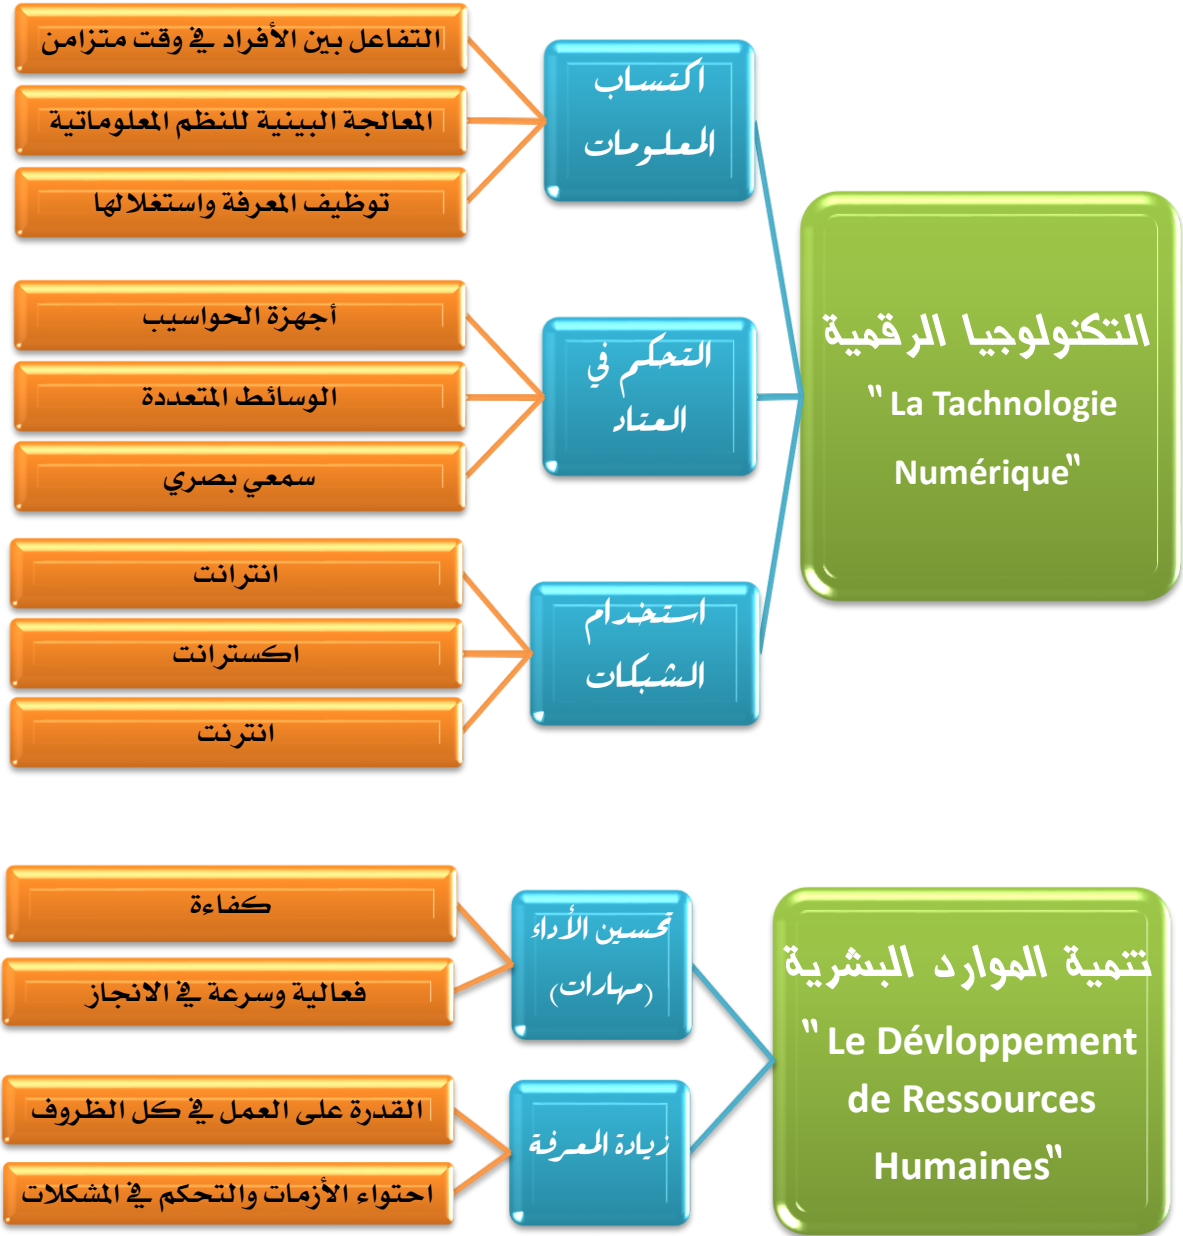 التكنولوجيا الرقمية
" La Tachnologie
Numérique"
اكتساب
المعلومات
التفاعل بين الأفراد في وقت متزامن
المعالجة البينية للنظم المعلوماتية
توظيف المعرفة واستغلالها
التحكم في
العتاد
أجهزة الحواسيب
الوسائط المتعددة
سمعي بصري
استخدام
الشبكات
انترانت
اكسترانت
انترنت
تنمية الموارد البشرية
" Le Dévloppement
de Ressources
Humaines"
تحسين الأداء
(مهارات)
كفاءة
فعالية وسرعة في الانجاز
زيادة المعرفة
القدرة على العمل في كل الظروف
احتواء الأزمات والتحكم في المشكلات